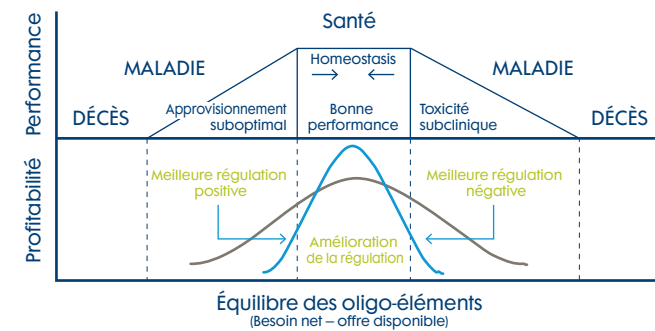 Santé
Performance
Homeostasis
MALADIE
MALADIE
Approvisionnement
suboptimal
Bonne
performance
Toxicité
subclinique
DÉCÈS
DÉCÈS
Profitabilité
Meilleure régulation
positive
Meilleure régulation
négative
Amélioration
de la régulation
Équilibre des oligo-éléments
(Besoin net – offre disponible)